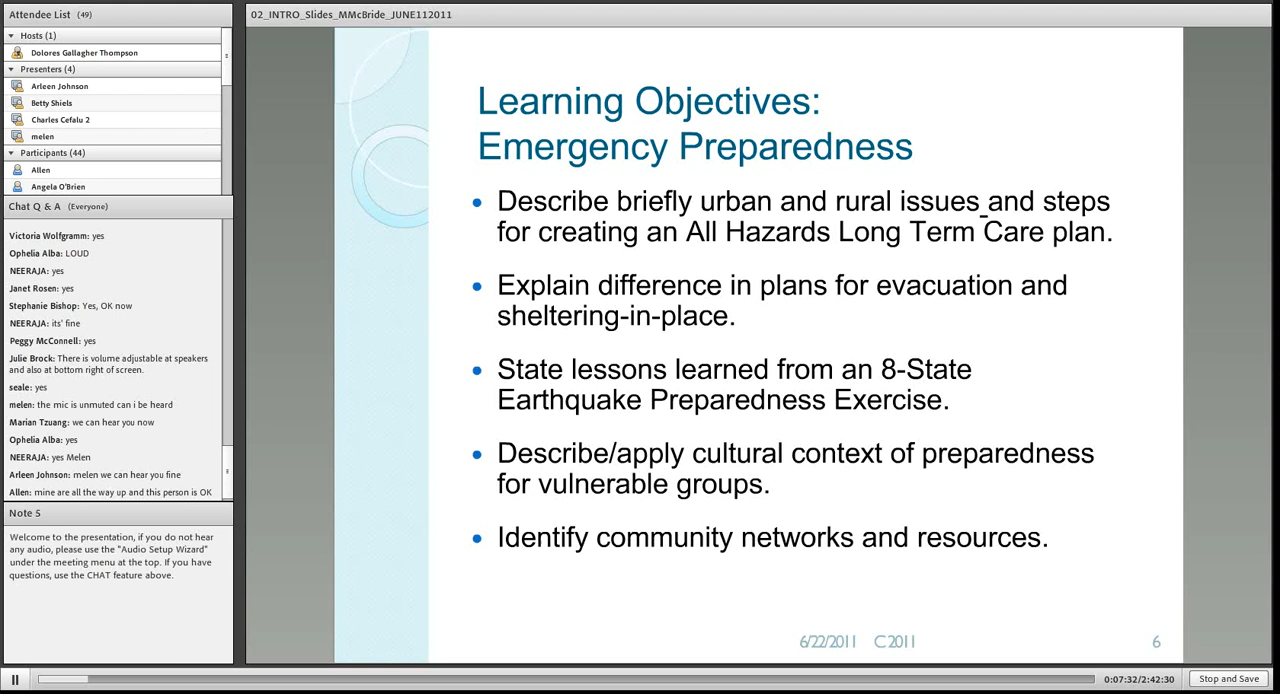 Attendee List (49)
Hosts (1)
Dolores Gallagher Thompson
Presenters (4)
Arleen Johnson
Betty Shiels
Charles Cefalu 2
melen
Participants (44)
Allen
Angela O'Brien
Chat Q & A (Everyone)
Victoria Wolfgramm: yes
Ophelia Alba: LOUD
NEERAJA: yes
Janet Rosen: yes
Stephanie Bishop: Yes, OK now
NEERAJA: its' fine
Peggy McConnell: yes
Julie Brock: There is volume adjustable at speakers
and also at bottom right of screen.
seale: yes
melen: the mic is unmuted can i be heard
Marian Tzuang: we can hear you now
Ophelia Alba: yes
NEERAJA: yes Melen
Arleen Johnson: melen we can hear you fine
Allen: mine are all the way up and this person is OK
Note 5
Welcome to the presentation, if you do not hear
any audio, please use the "Audio Setup Wizard"
under the meeting menu at the top. If you have
questions, use the CHAT feature above.
02_INTRO_Slides_MMcBride_JUNE112011
Learning Objectives:
Emergency Preparedness
• Describe briefly urban and rural issues and steps
for creating an All Hazards Long Term Care plan.
• Explain difference in plans for evacuation and
sheltering-in-place.
• State lessons learned from an 8-State
Earthquake Preparedness Exercise.
• Describe/apply cultural context of preparedness
for vulnerable groups.
• Identify community networks and resources.
6/22/2011 C2011 6
0:07:32/2:42:30 Stop and Save